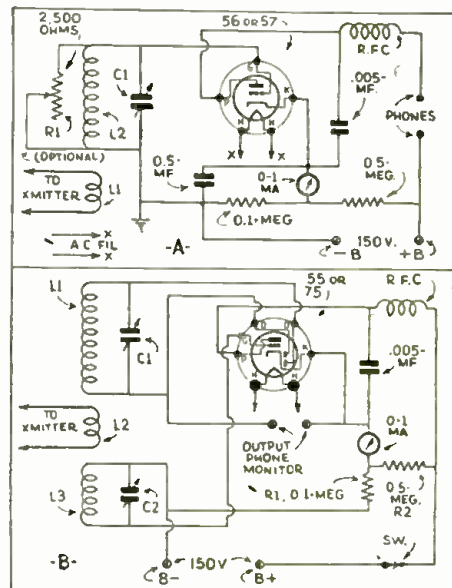 2,500
OHMS,
56 OR 57
R.F.C.
C1
.005-
MF.
PHONES
R1
L2
(OPTIONAL)
0.5-
MF.
0-1
MA
0.5-
MEG.
TO
XMITTER
L1
0.1-MEG
X
X
X
X
A C FIL
-A-
-B
150 V.
+B
L1
55 OR
75
R.F.C
C1
.005-
MF
TO
XMITTER
L2
OUTPUT
PHONE
MONITOR
0-1
MA
L3
C2
R1, 0.1-MEG
0.5-
MEG,
R2
-B-
B-
150 V
B+
SW.